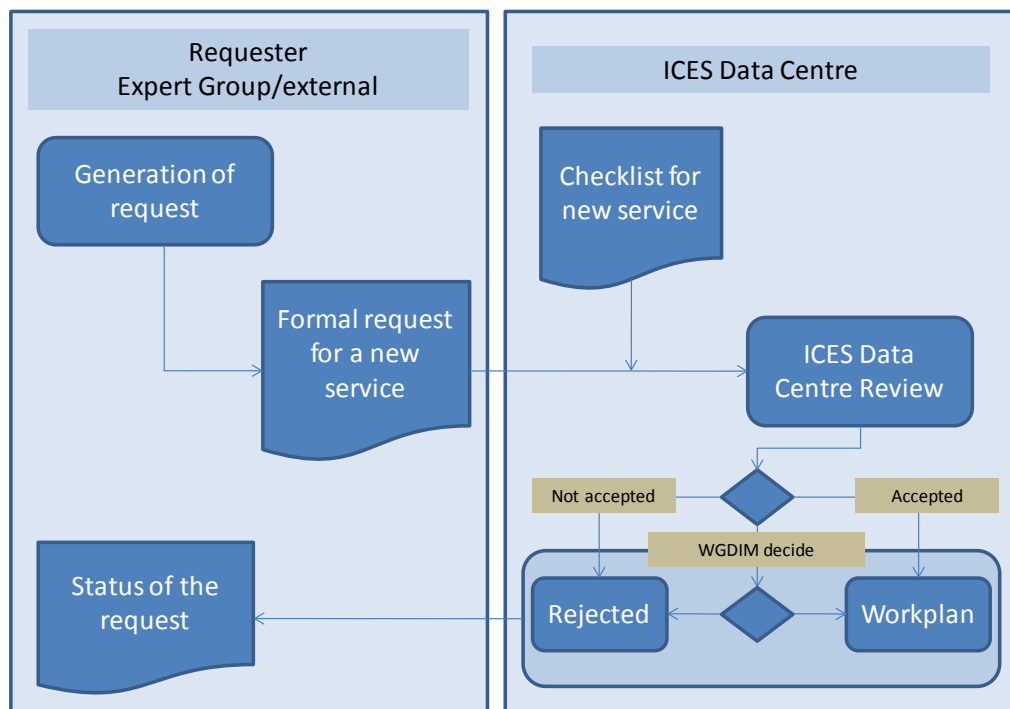 Requester
Expert Group/external
ICES Data Centre
Generation of
request
Checklist for
new service
Formal request
for a new
service
ICES Data
Centre Review
Not accepted
Accepted
WGDIM decide
Status of the
request
Rejected
Workplan